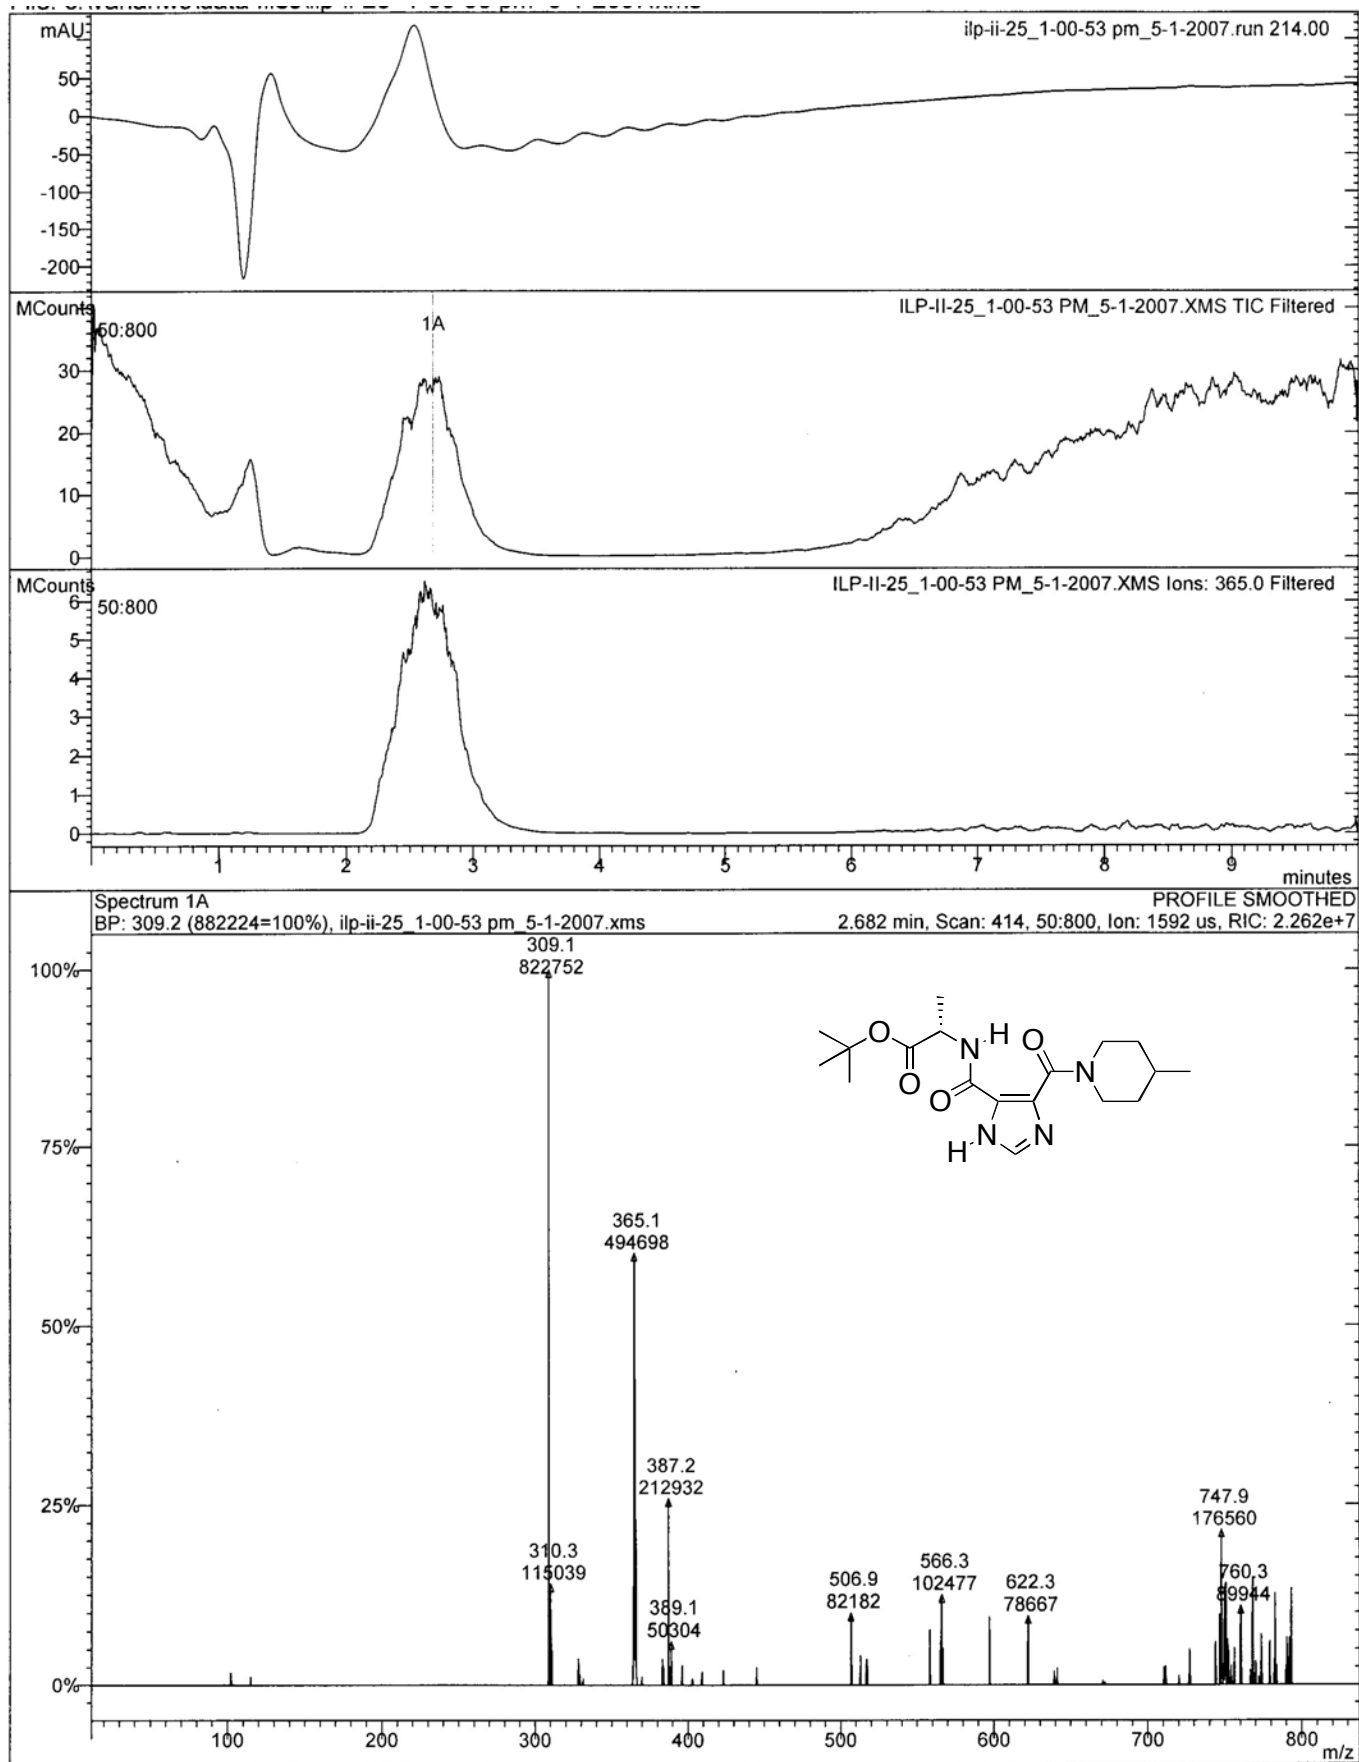 mAU
ilp-ii-25_1-00-53 pm_5-1-2007.run 214.00
50
0
-50
-100
-150
-200
MCounts
50:800
1A
ILP-II-25_1-00-53 PM_5-1-2007.XMS TIC Filtered
30
20
10
0
MCounts
50:800
ILP-II-25_1-00-53 PM_5-1-2007.XMS Ions: 365.0 Filtered
6
5
4
3
2
1
0
1 2 3 4 5 6 7 8 9
minutes
Spectrum 1A
PROFILE SMOOTHED
BP: 309.2 (882224=100%), ilp-ii-25_1-00-53 pm_5-1-2007.xms
2.682 min, Scan: 414, 50:800, Ion: 1592 us, RIC: 2.262e+7
309.1
822752
100%
O
O
N
H
O
O
N
H
N
N
75%
365.1
494698
50%
387.2
212932
25%
747.9
176560
310.3
115039
389.1
50304
506.9
82182
566.3
102477
622.3
78667
760.3
89944
0%
100 200 300 400 500 600 700 800
m/z